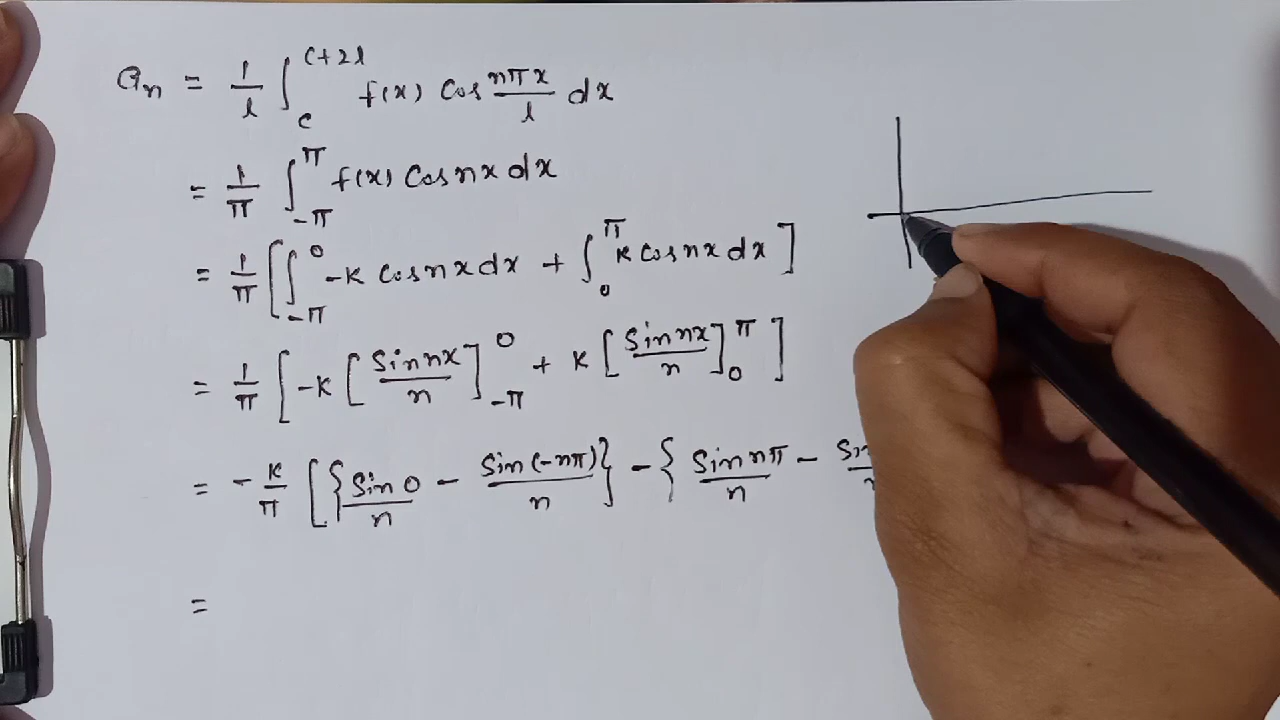 an = 1/l ∫_c^{c+2l} f(x) cos nπx/l dx
= 1/π ∫_{-π}^{π} f(x) cos nx dx
= 1/π [∫_{-π}^{0} -k cos nx dx + ∫_0^π k cos nx dx]
= 1/π [-k [sin nx/n]_{-π}^{0} + k [sin nx/n]_0^π]
= -k/π [{sin 0/n - sin(-nπ)/n} - {sin nπ/n -
=